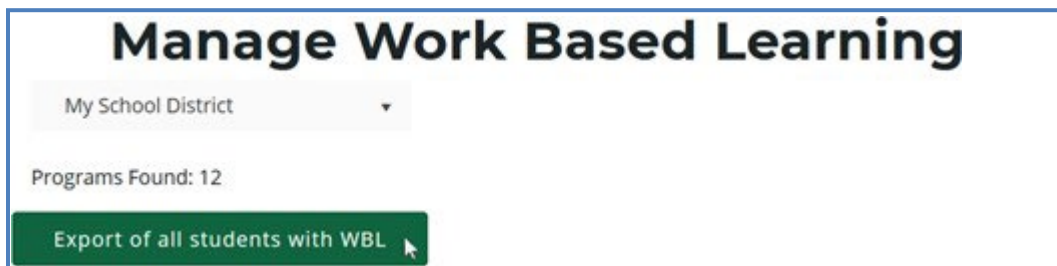 Manage Work Based Learning
My School District
Programs Found: 12
Export of all students with WBL